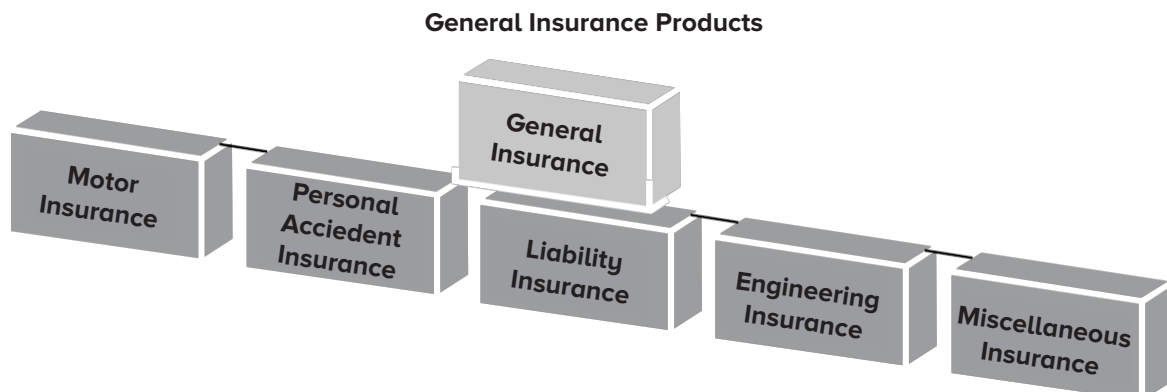 General Insurance Products
General
Insurance
Motor
Insurance
Personal
Acciedent
Insurance
Liability
Insurance
Engineering
Insurance
Miscellaneous
Insurance